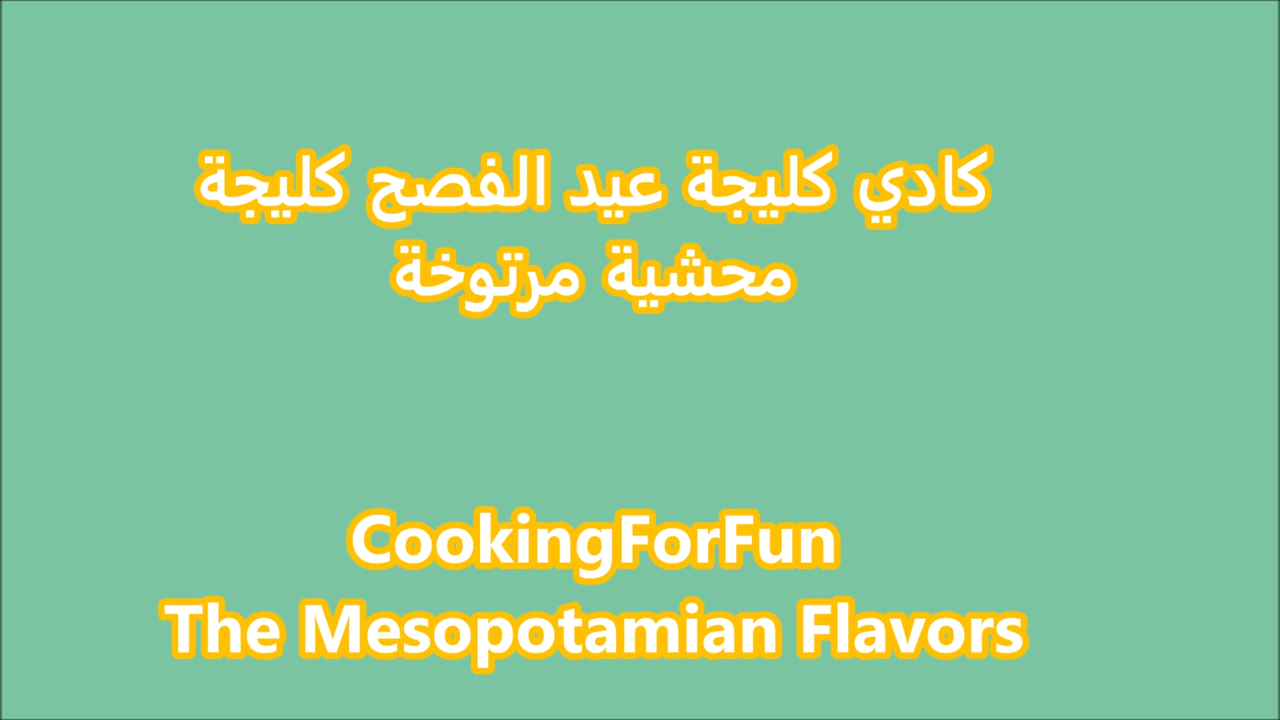 كادي كليجة عيد الفصح كليجة
محشية مرتوخة
CookingForFun
The Mesopotamian Flavors